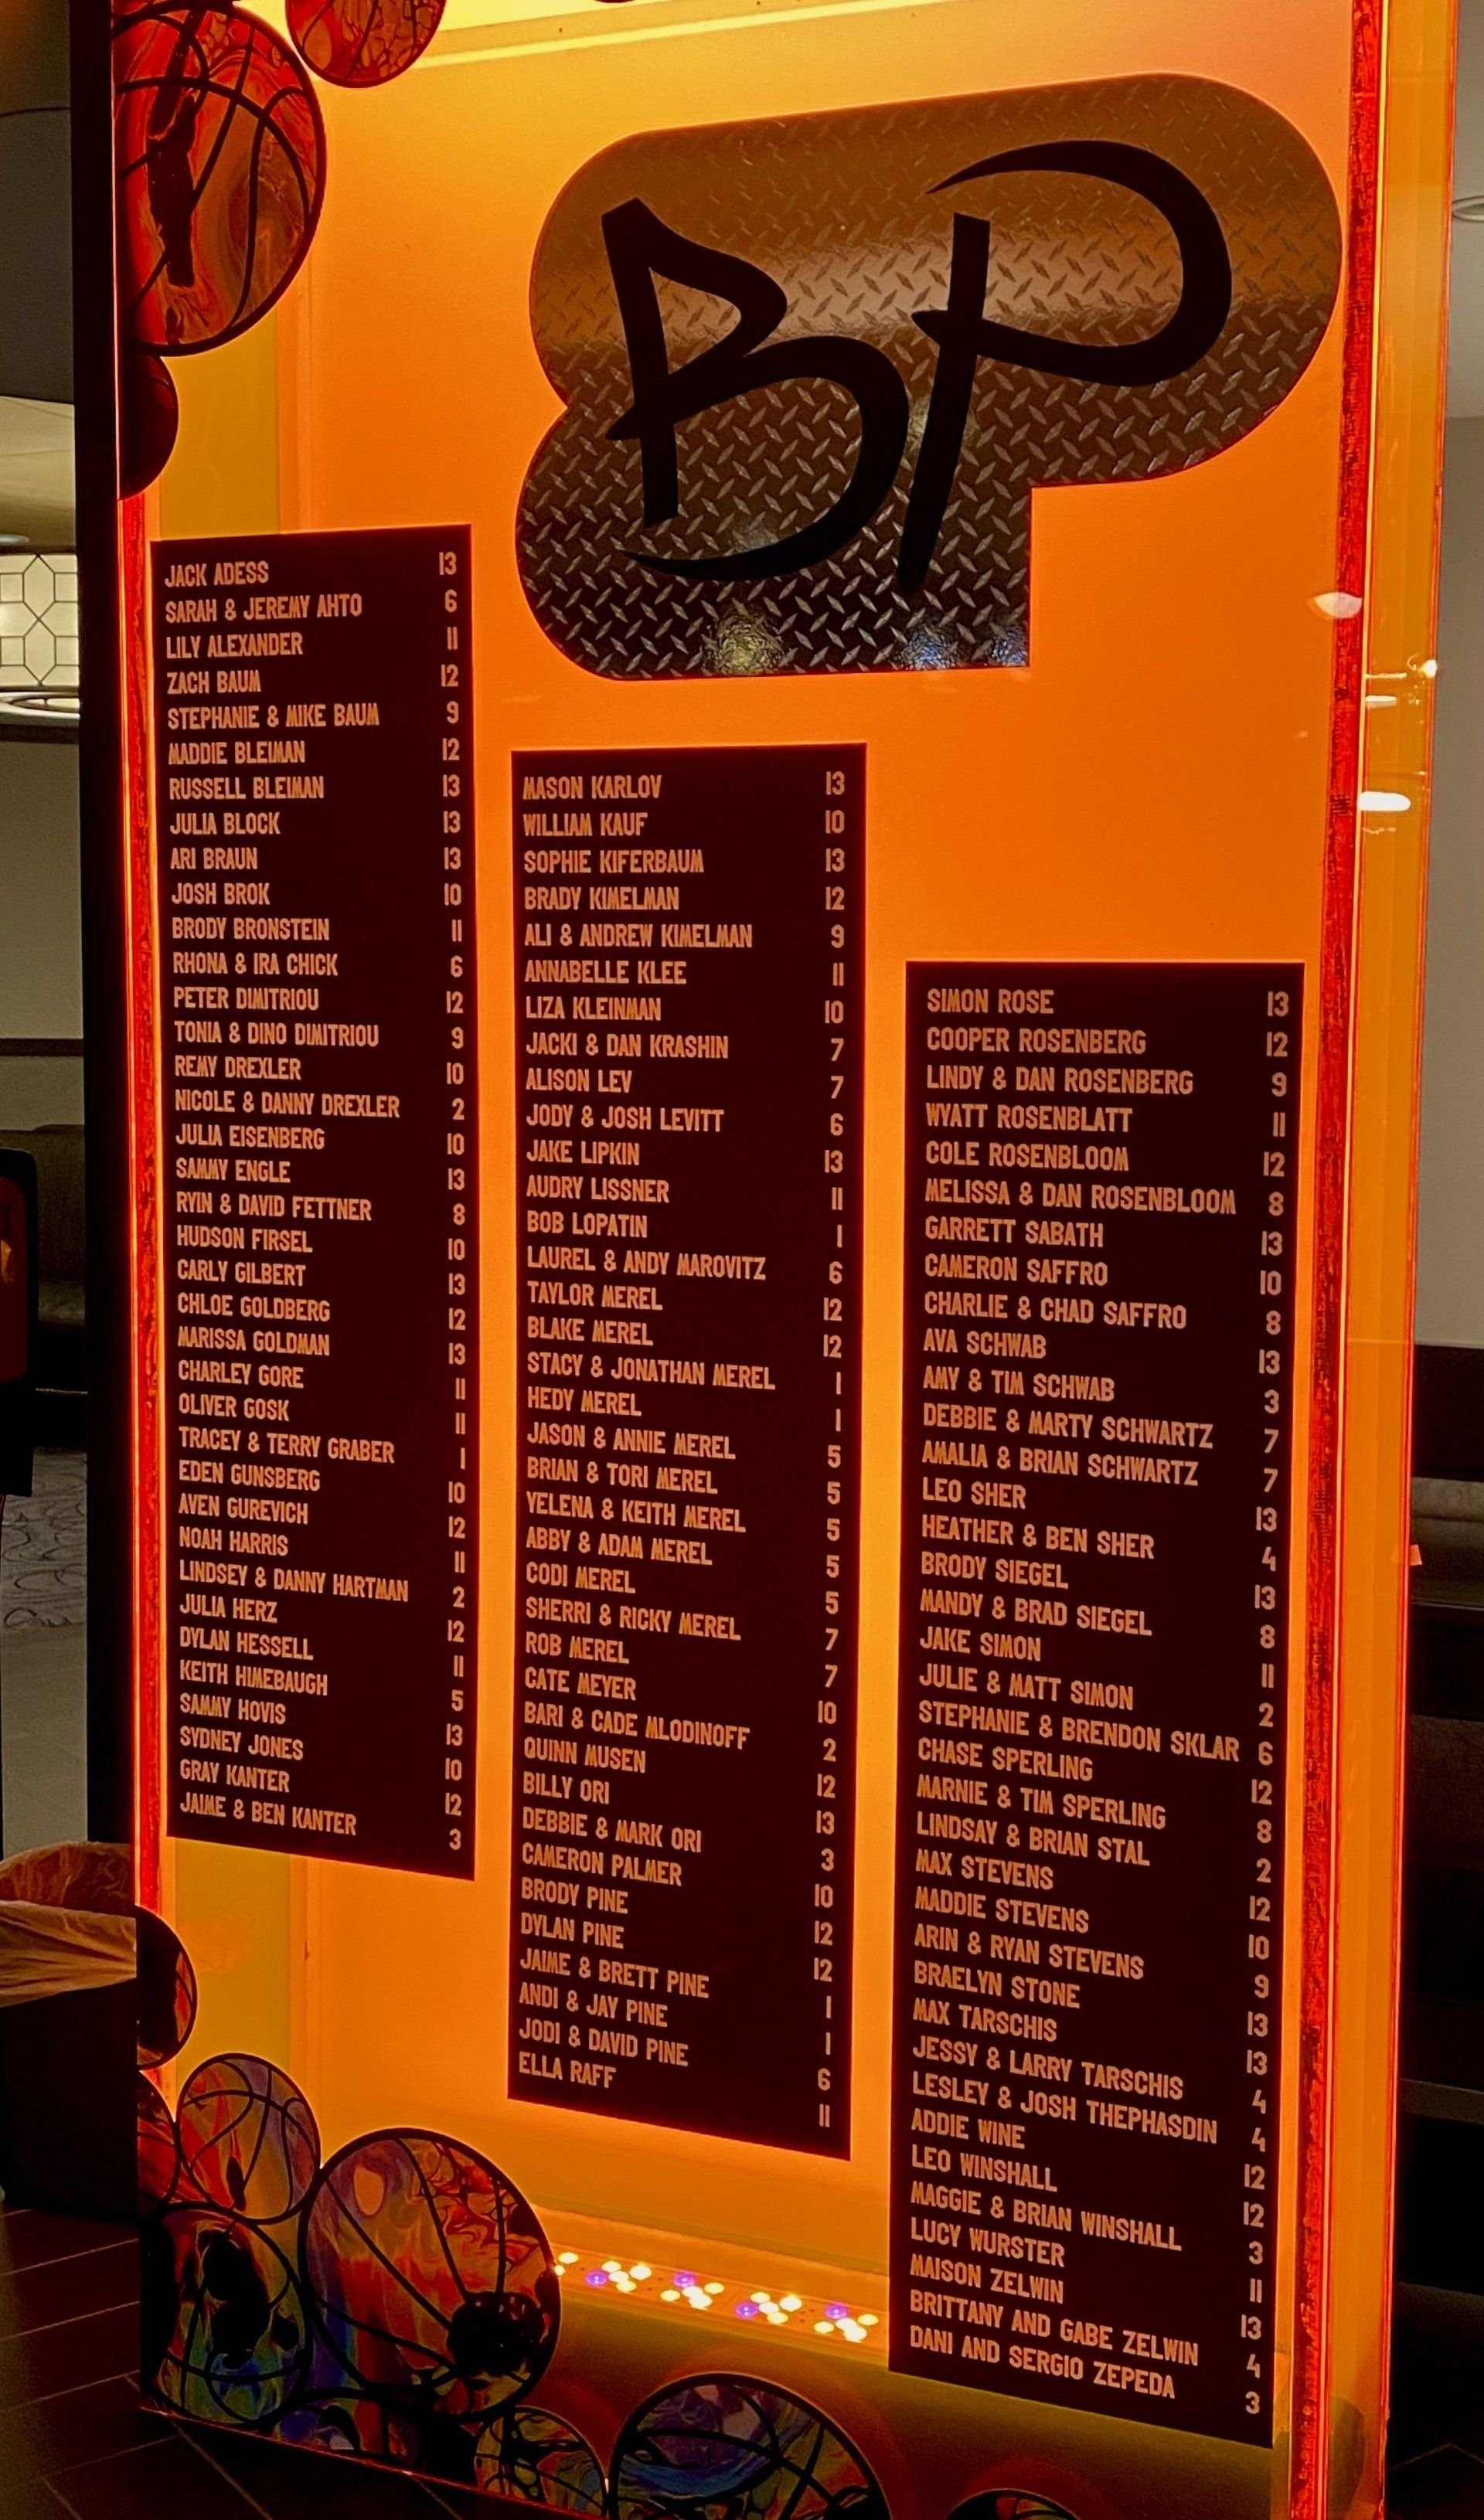 BP
JACK ADESS 13
SARAH & JEREMY AHTO 6
LILY ALEXANDER 11
ZACH BAUM 12
STEPHANIE & MIKE BAUM 9
MADDIE BLEIMAN 12
RUSSELL BLEIMAN 13
JULIA BLOCK 13
ARI BRAUN 13
JOSH BROK 10
BRODY BRONSTEIN 11
RHONA & IRA CHICK 6
PETER DIMITRIOU 12
TONIA & DINO DIMITRIOU 9
REMY DREXLER 10
NICOLE & DANNY DREXLER 2
JULIA EISENBERG 10
SAMMY ENGLE 13
RYIN & DAVID FETTNER 8
HUDSON FIRSEL 10
CARLY GILBERT 13
CHLOE GOLDBERG 12
MARISSA GOLDMAN 13
CHARLEY GORE 11
OLIVER GOSK 11
TRACEY & TERRY GRABER 1
EDEN GUNSBERG 10
AVEN GUREVICH 12
NOAH HARRIS 11
LINDSEY & DANNY HARTMAN 2
JULIA HERZ 12
DYLAN HESSELL 11
KEITH HIMEBAUGH 5
SAMMY HOVIS 13
SYDNEY JONES 10
GRAY KANTER 12
JAIME & BEN KANTER 3
MASON KARLOV 13
WILLIAM KAUF 10
SOPHIE KIFERBAUM 13
BRADY KIMELMAN 12
ALI & ANDREW KIMELMAN 9
ANNABELLE KLEE 11
LIZA KLEINMAN 10
JACKI & DAN KRASHIN 7
ALISON LEV 7
JODY & JOSH LEVITT 6
JAKE LIPKIN 13
AUDRY LISSNER 11
BOB LOPATIN 1
LAUREL & ANDY MAROVITZ 6
TAYLOR MEREL 12
BLAKE MEREL 12
STACY & JONATHAN MEREL 1
HEDY MEREL 1
JASON & ANNIE MEREL 5
BRIAN & TORI MEREL 5
YELENA & KEITH MEREL 5
ABBY & ADAM MEREL 5
CODI MEREL 5
SHERRI & RICKY MEREL 7
ROB MEREL 7
CATE MEYER 10
BARI & CADE MLODINOFF 2
QUINN MUSEN 12
BILLY ORI 13
DEBBIE & MARK ORI 3
CAMERON PALMER 10
BRODY PINE 12
DYLAN PINE 12
JAIME & BRETT PINE 1
ANDI & JAY PINE 1
JODI & DAVID PINE 6
ELLA RAFF 11
SIMON ROSE 13
COOPER ROSENBERG 12
LINDY & DAN ROSENBERG 9
WYATT ROSENBLATT 11
COLE ROSENBLOOM 12
MELISSA & DAN ROSENBLOOM 8
GARRETT SABATH 13
CAMERON SAFFRO 10
CHARLIE & CHAD SAFFRO 8
AVA SCHWAB 13
AMY & TIM SCHWAB 3
DEBBIE & MARTY SCHWARTZ 7
AMALIA & BRIAN SCHWARTZ 7
LEO SHER 13
HEATHER & BEN SHER 4
BRODY SIEGEL 13
MANDY & BRAD SIEGEL 8
JAKE SIMON 11
JULIE & MATT SIMON 2
STEPHANIE & BRENDON SKLAR 6
CHASE SPERLING 12
MARNIE & TIM SPERLING 8
LINDSAY & BRIAN STAL 2
MAX STEVENS 12
MADDIE STEVENS 10
ARIN & RYAN STEVENS 9
BRAELYN STONE 13
MAX TARSCHIS 13
JESSY & LARRY TARSCHIS 4
LESLEY & JOSH THEPHASDIN 4
ADDIE WINE 12
LEO WINSHALL 12
MAGGIE & BRIAN WINSHALL 3
LUCY WURSTER 11
MAISON ZELWIN 13
BRITTANY AND GABE ZELWIN 4
DANI AND SERGIO ZEPEDA 3